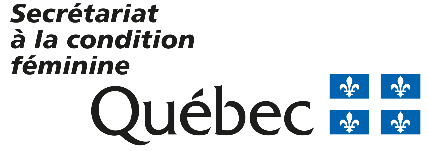 Secrétariat
à la condition
féminine
Québec